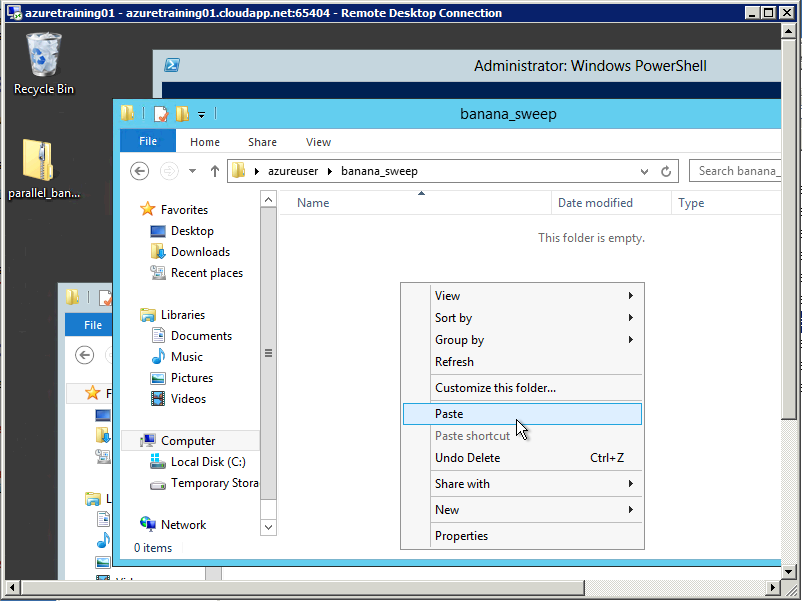 azuretraining01 - azuretraining01.cloudapp.net:65404 - Remote Desktop Connection
Recycle Bin
Administrator: Windows PowerShell
banana_sweep
File Home Share View
azureuser banana_sweep
Search banana_
parallel_ban...
Name Date modified Type
This folder is empty.
Favorites
Desktop
Downloads
Recent places
Libraries
Documents
Music
Pictures
Videos
Computer
Local Disk (C:)
Temporary Stora
Network
0 items
View
Sort by
Group by
Refresh
Customize this folder...
Paste
Paste shortcut
Undo Delete Ctrl+Z
Share with
New
Properties
File
F
L